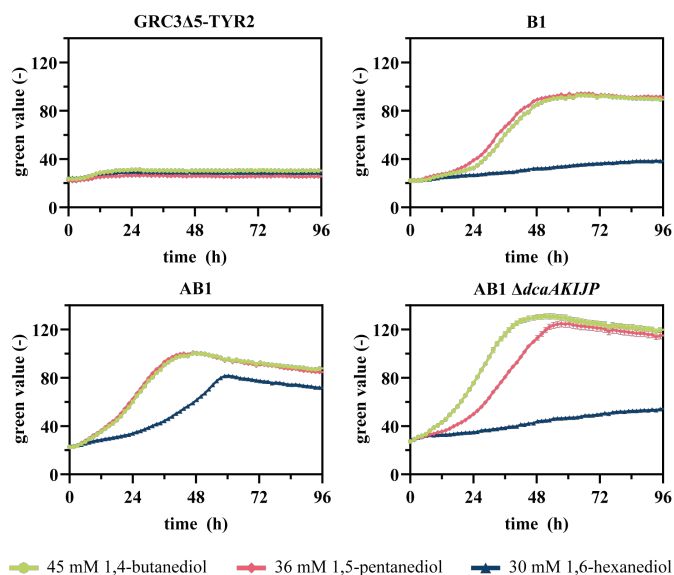 GRC3Δ5-TYR2
B1
green value (-)
120
80
40
0
0 24 48 72 96
time (h)
green value (-)
120
80
40
0
0 24 48 72 96
time (h)
AB1
AB1 ΔdcaAKIJP
green value (-)
120
80
40
0
0 24 48 72 96
time (h)
green value (-)
120
80
40
0
0 24 48 72 96
time (h)
45 mM 1,4-butanediol 36 mM 1,5-pentanediol 30 mM 1,6-hexanediol